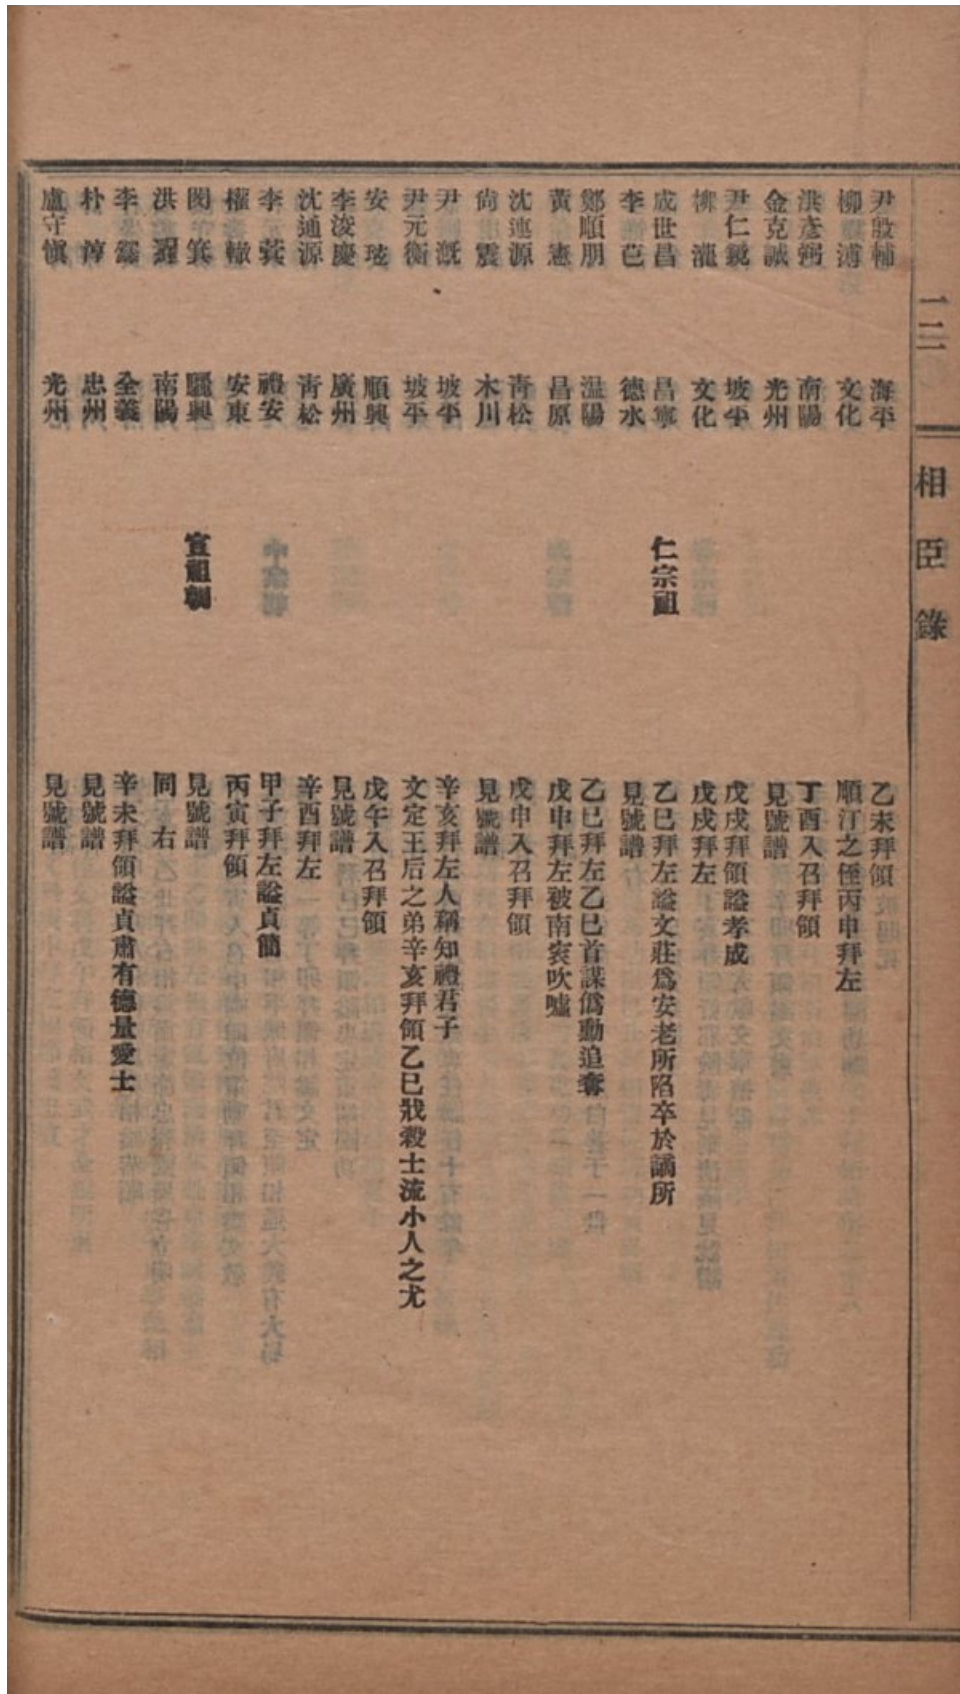 一二
相臣錄
尹殷輔 海平 乙未拜領
柳溥 文化 順汀之侄丙申拜左
洪彥弼 南陽 丁酉入召拜領
金克誠 光州 見號譜
尹仁鏡 坡平 戊戌拜領諡孝成
柳 文化 戊戌拜左
成世昌 昌寧 仁宗祖 乙巳拜左謚文莊爲安老所陷卒於謫所
李芑 德水 見號譜
鄭順朋 温陽 乙巳拜左乙巳首謀僞勳追奪
黃憲 昌原 戊申拜左被南衮吹噓
沈連源 靑松 戊申入召拜領
尙震 木川 見號譜
尹漑 坡平 辛亥拜左人稱知禮君子
尹元衡 坡平 文定王后之弟辛亥拜領乙巳戕殺士流小人之尤
安玹 順興 戊午入召拜領
李浚慶 廣州 見號譜
沈通源 靑松 辛酉拜左
李蓂 禮安 甲子拜左謚貞簡
權轍 安東 丙寅拜領
閔箕 驪興 宣祖朝 見號譜
洪暹 南陽 同右
李鐸 全義 辛未拜領謚貞肅有德量愛士
朴淳 忠州 見號譜
盧守愼 光州 見號譜